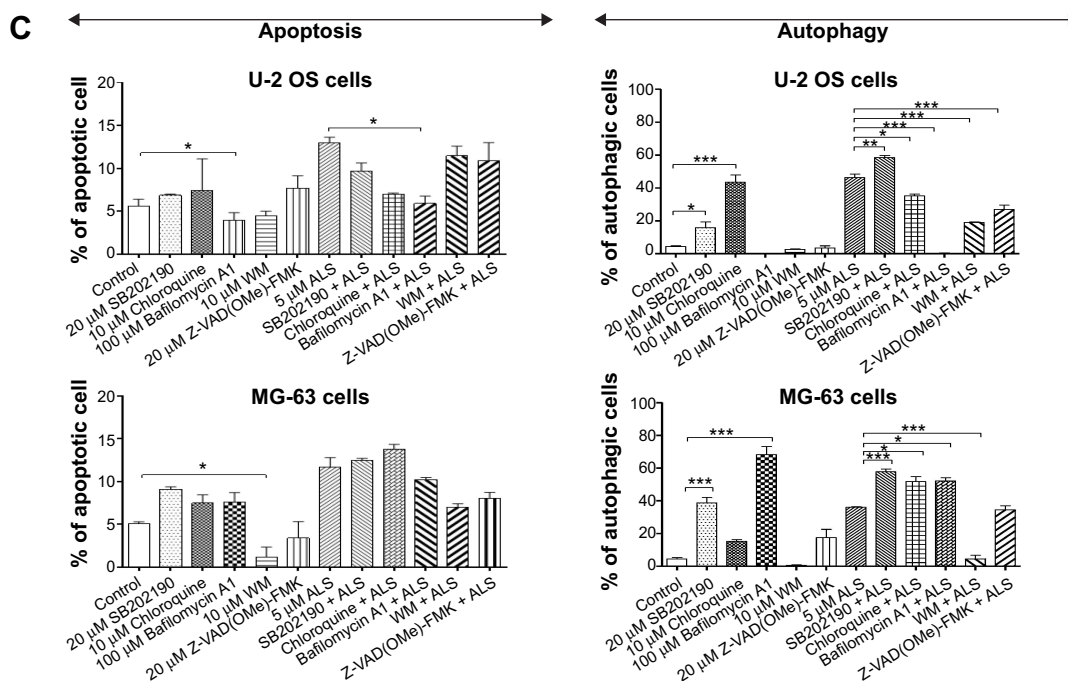 C
Apoptosis
U-2 OS cells
% of apoptotic cell
20
15
10
5
0
*
*
Control
20 µM SB202190
10 µM Chloroquine
100 µM Bafilomycin A1
10 µM WM
20 µM Z-VAD(OMe)-FMK
5 µM ALS
SB202190 + ALS
Chloroquine + ALS
Bafilomycin A1 + ALS
WM + ALS
Z-VAD(OMe)-FMK + ALS
Autophagy
U-2 OS cells
% of autophagic cells
100
80
60
40
20
0
*
***
***
***
***
*
**
Control
20 µM SB202190
10 µM Chloroquine
100 µM Bafilomycin A1
10 µM WM
20 µM Z-VAD(OMe)-FMK
5 µM ALS
SB202190 + ALS
Chloroquine + ALS
Bafilomycin A1 + ALS
WM + ALS
Z-VAD(OMe)-FMK + ALS
MG-63 cells
% of apoptotic cell
20
15
10
5
0
*
Control
20 µM SB202190
10 µM Chloroquine
100 µM Bafilomycin A1
10 µM WM
20 µM Z-VAD(OMe)-FMK
5 µM ALS
SB202190 + ALS
Chloroquine + ALS
Bafilomycin A1 + ALS
WM + ALS
Z-VAD(OMe)-FMK + ALS
MG-63 cells
% of autophagic cells
100
80
60
40
20
0
***
***
***
*
*
***
Control
20 µM SB202190
10 µM Chloroquine
100 µM Bafilomycin A1
10 µM WM
20 µM Z-VAD(OMe)-FMK
5 µM ALS
SB202190 + ALS
Chloroquine + ALS
Bafilomycin A1 + ALS
WM + ALS
Z-VAD(OMe)-FMK + ALS